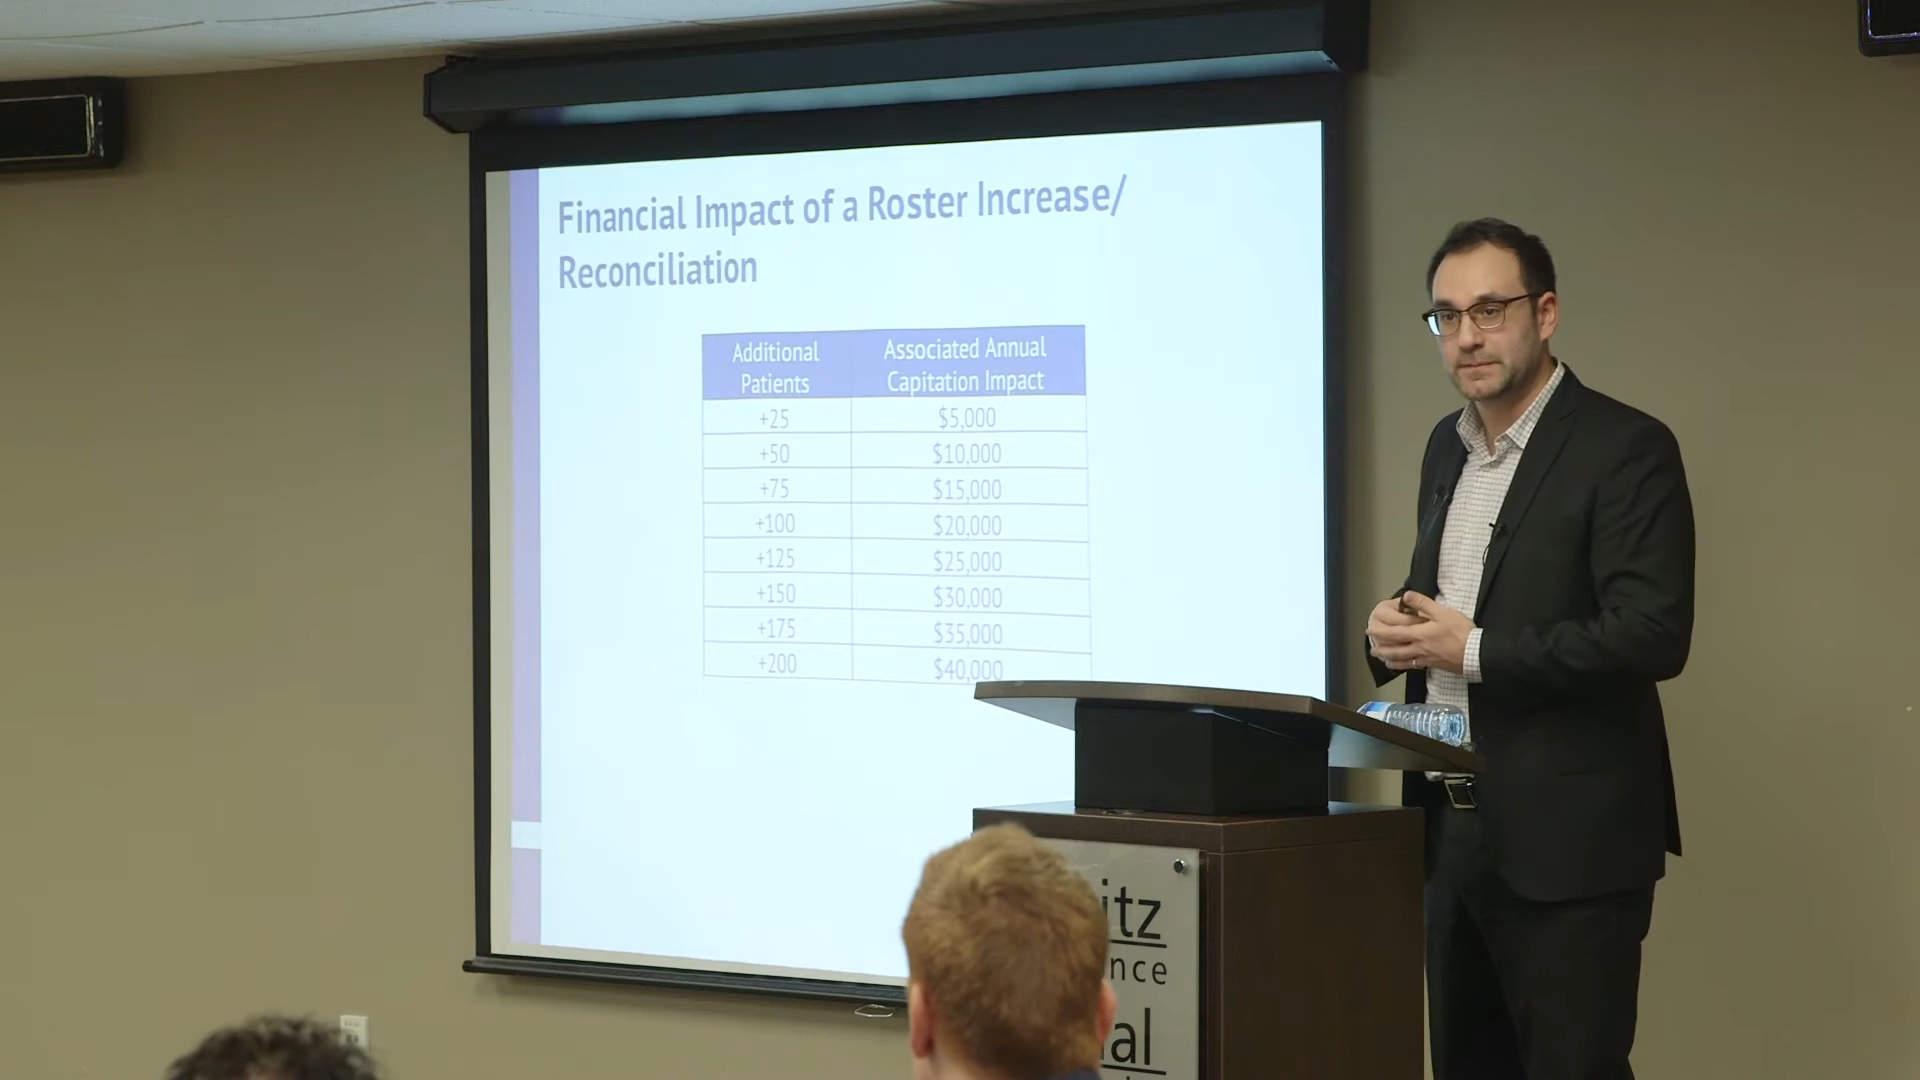 Financial Impact of a Roster Increase/
Reconciliation
Additional Patients
Associated Annual Capitation Impact
+25 $5,000
+50 $10,000
+75 $15,000
+100 $20,000
+125 $25,000
+150 $30,000
+175 $35,000
+200 $40,000
itz
nce
al